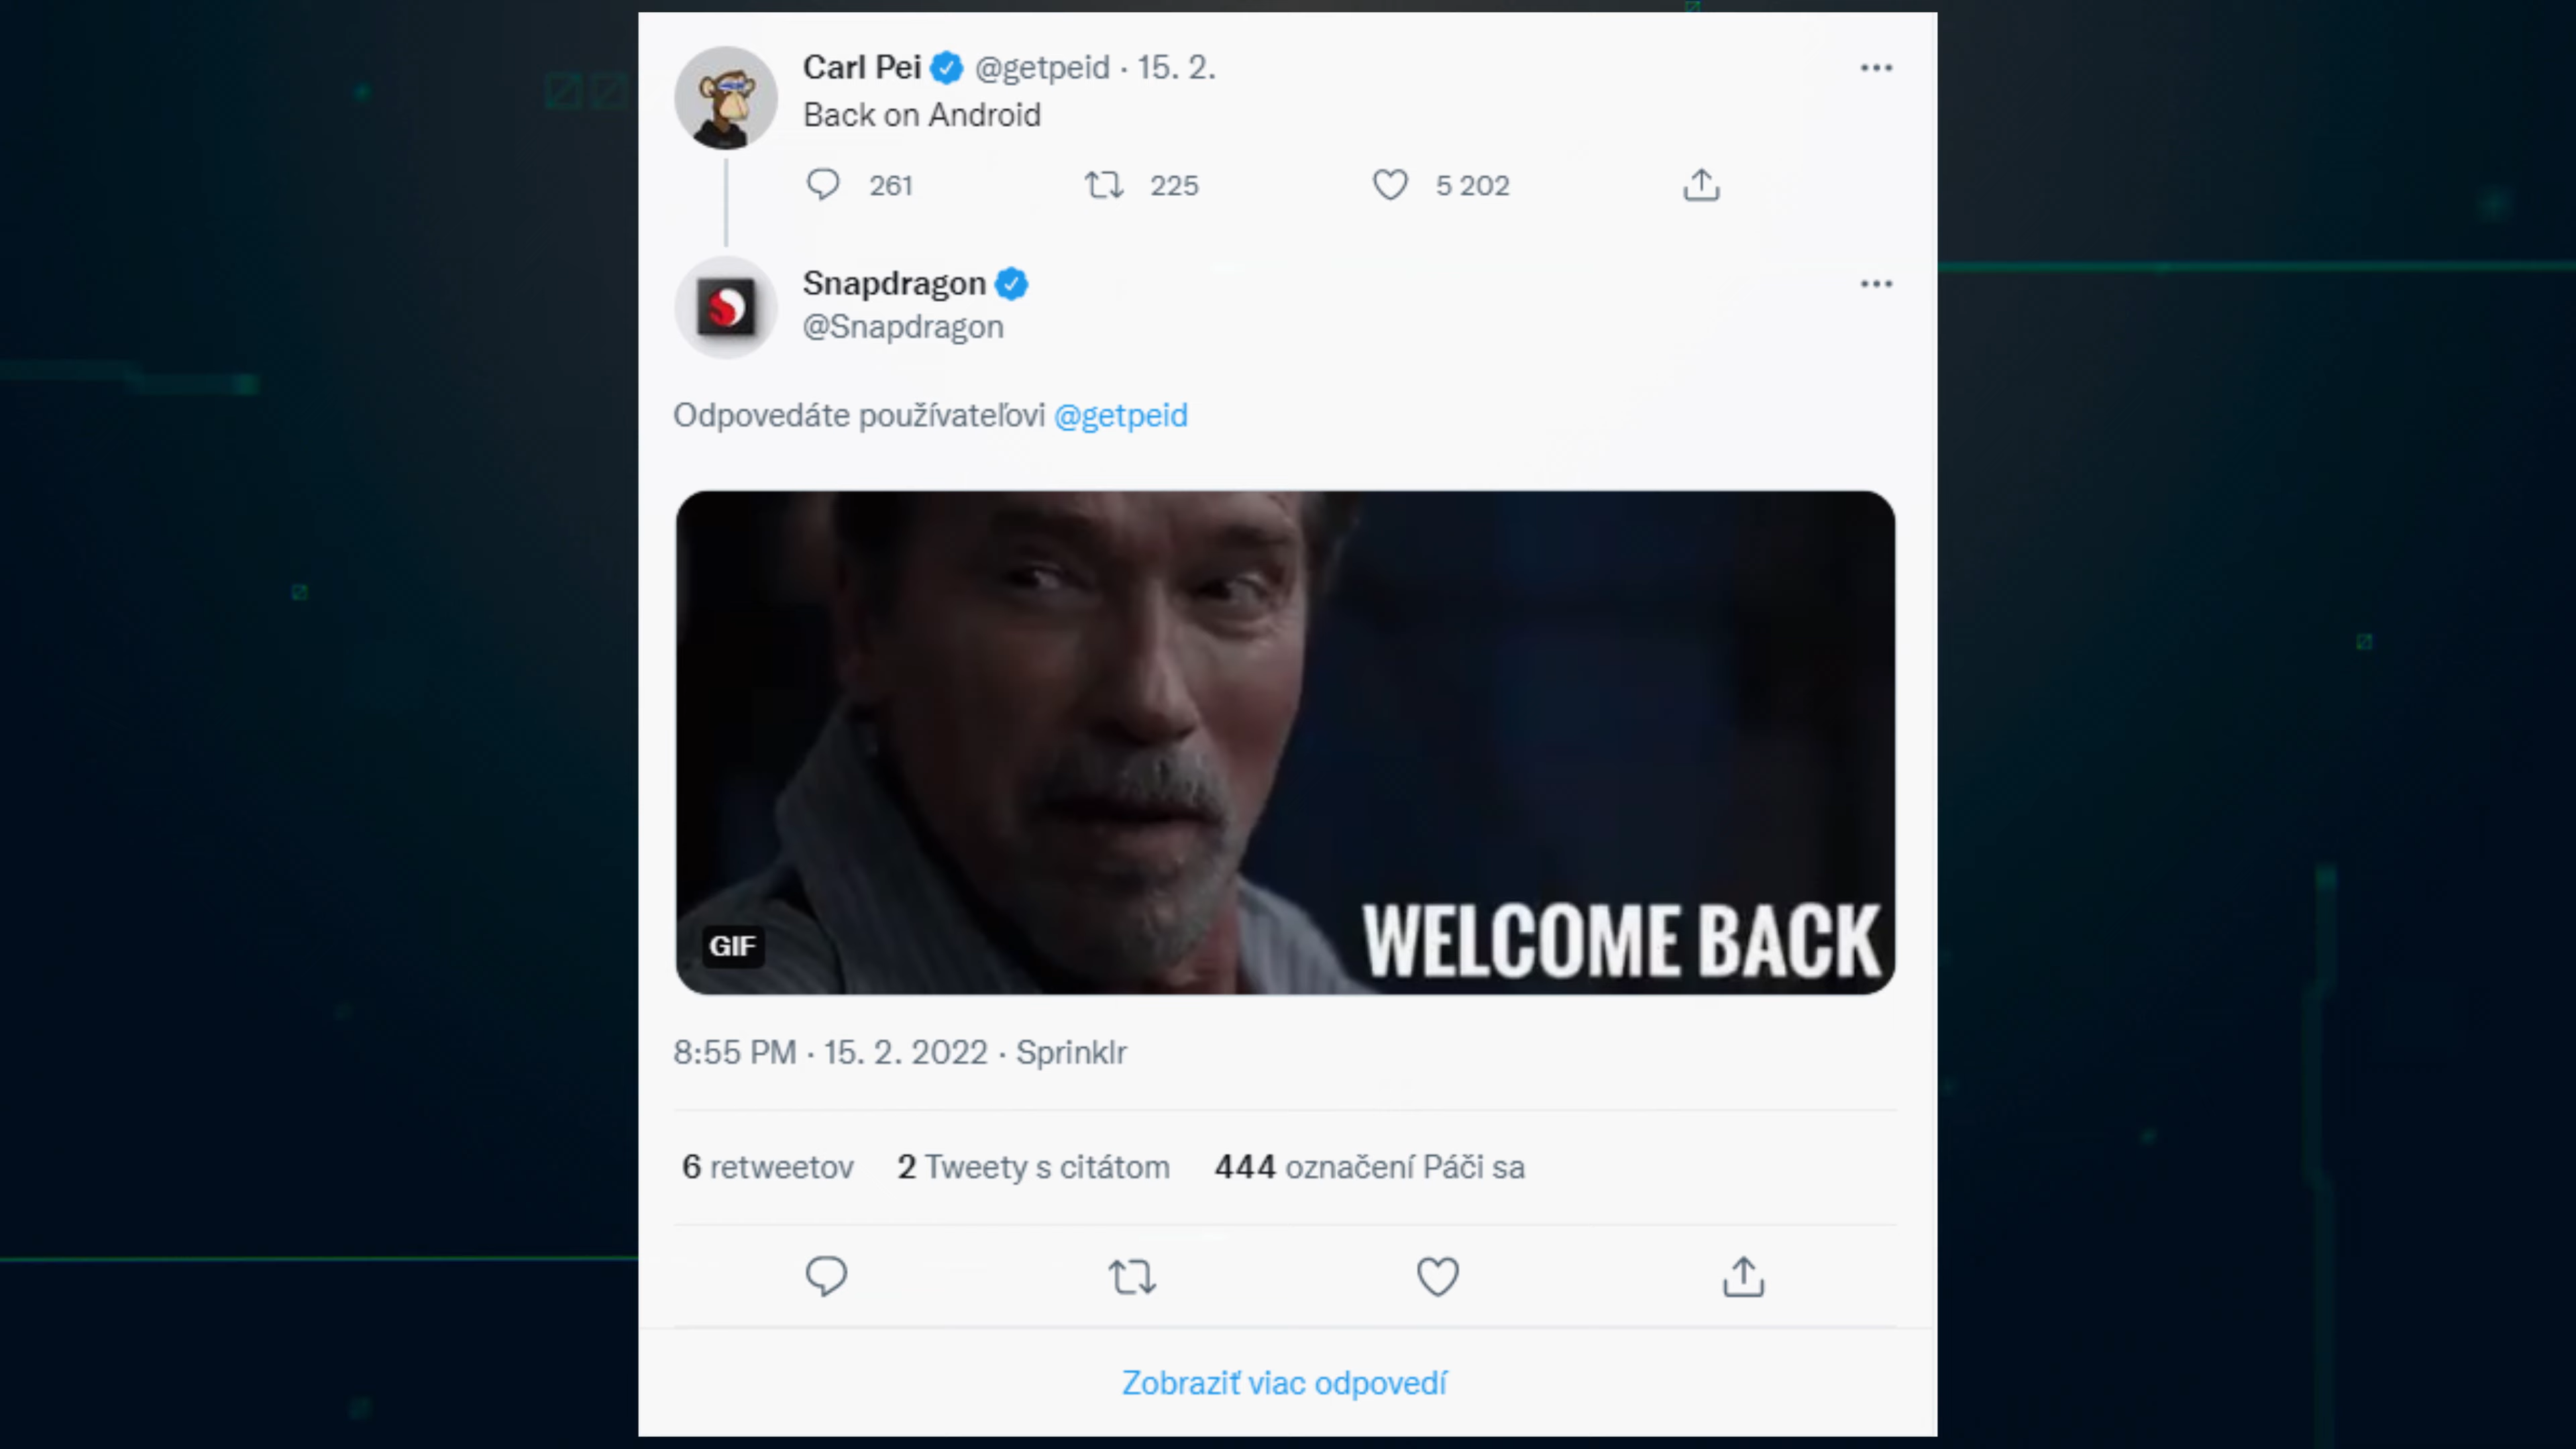 Carl Pei @getpeid · 15. 2.
Back on Android
261 225 5 202
Snapdragon
@Snapdragon
Odpovedáte používateľovi @getpeid
WELCOME BACK
GIF
8:55 PM · 15. 2. 2022 · Sprinklr
6 retweetov 2 Tweety s citátom 444 označení Páči sa
Zobraziť viac odpovedí